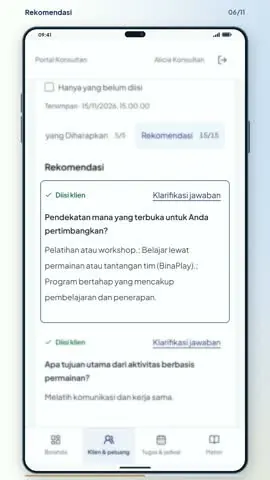 Rekomendasi
06/11
09:41
Portal Konsultan
Alicia Konsultan
Hanya yang belum diisi
Tersimpan · 15/11/2026, 15.00.00
yang Diharapkan 5/5
Rekomendasi 15/15
Rekomendasi
Diisi klien
Klarifikasi jawaban
Pendekatan mana yang terbuka untuk Anda
pertimbangkan?
Pelatihan atau workshop.; Belajar lewat
permainan atau tantangan tim (BinaPlay).;
Program bertahap yang mencakup
pembelajaran dan penerapan.
Diisi klien
Klarifikasi jawaban
Apa tujuan utama dari aktivitas berbasis
permainan?
Melatih komunikasi dan kerja sama.
Beranda
Klien & peluang
Tugas & jadwal
Materi